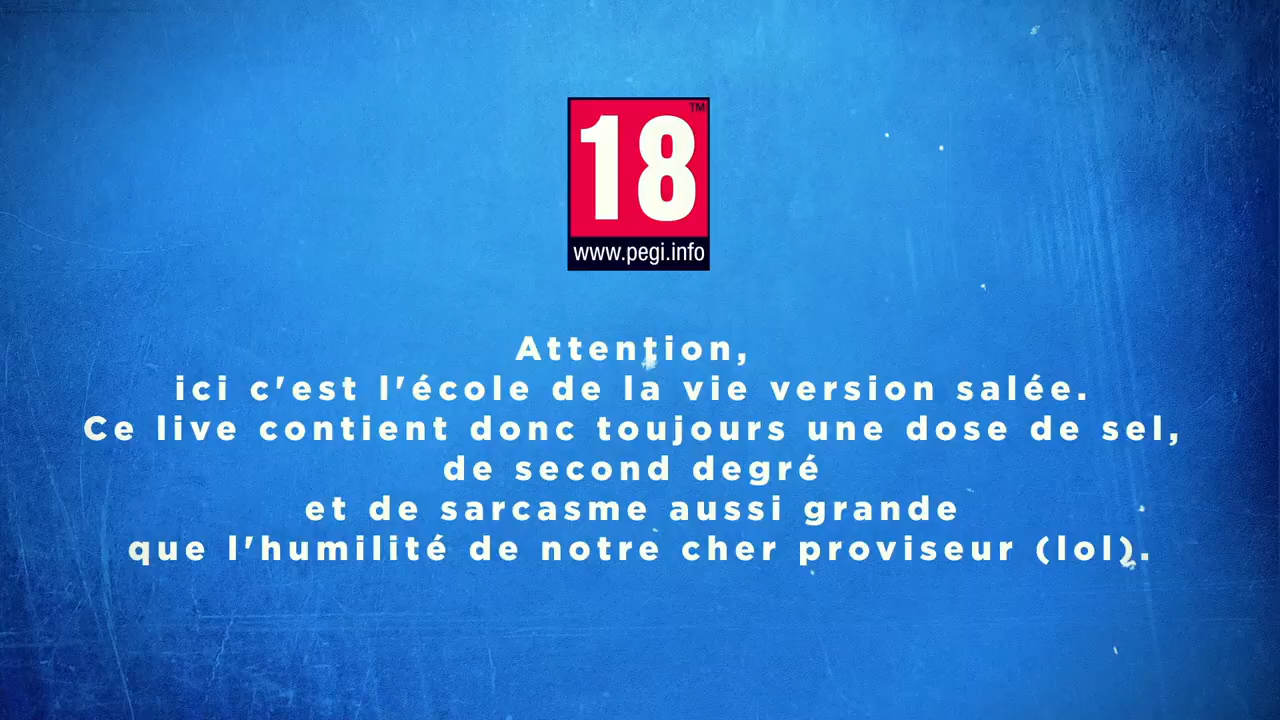 18
TM
www.pegi.info
Attention,
ici c'est l'école de la vie version salée.
Ce live contient donc toujours une dose de sel,
de second degré
et de sarcasme aussi grande
que l'humilité de notre cher proviseur (lol).